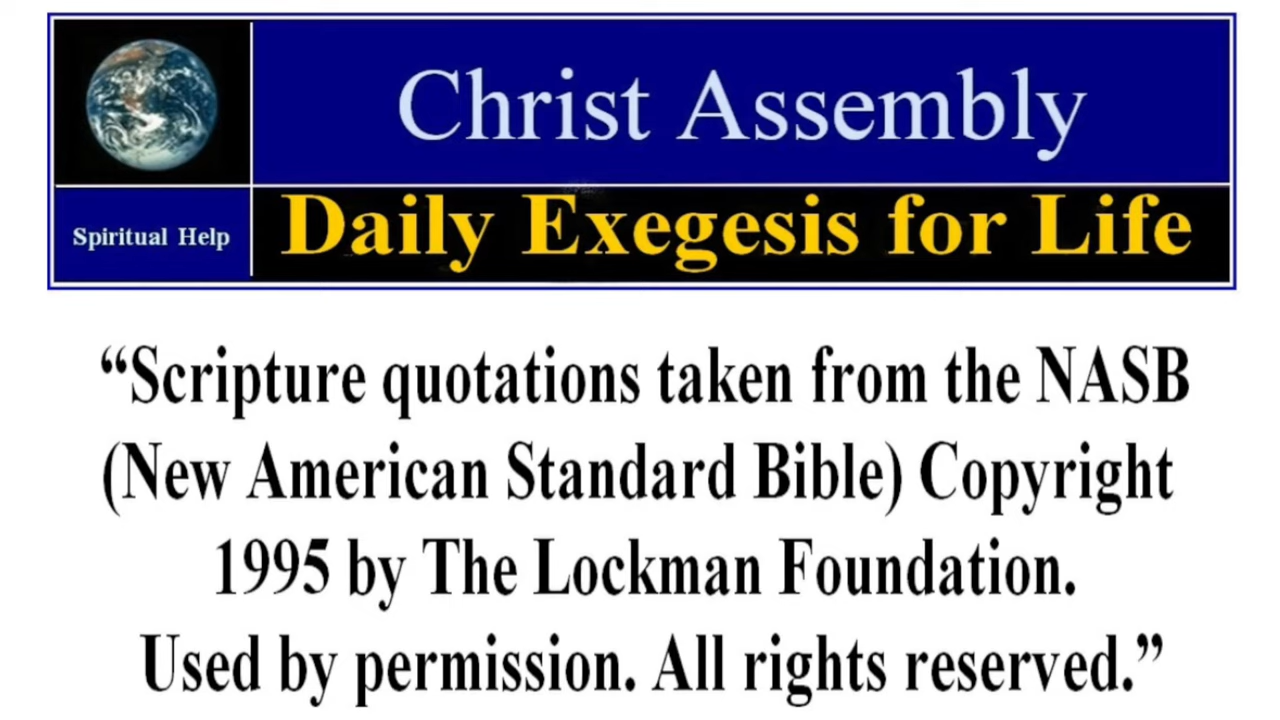 Christ Assembly
Spiritual Help
Daily Exegesis for Life
“Scripture quotations taken from the NASB
(New American Standard Bible) Copyright
1995 by The Lockman Foundation.
Used by permission. All rights reserved.”